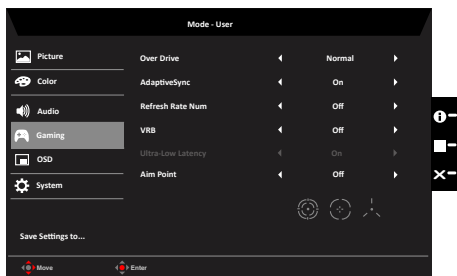 Mode - User
Picture
Color
Audio
Gaming
OSD
System
Over Drive Normal
AdaptiveSync On
Refresh Rate Num Off
VRB Off
Ultra-Low Latency On
Aim Point Off
Save Settings to...
Move Enter